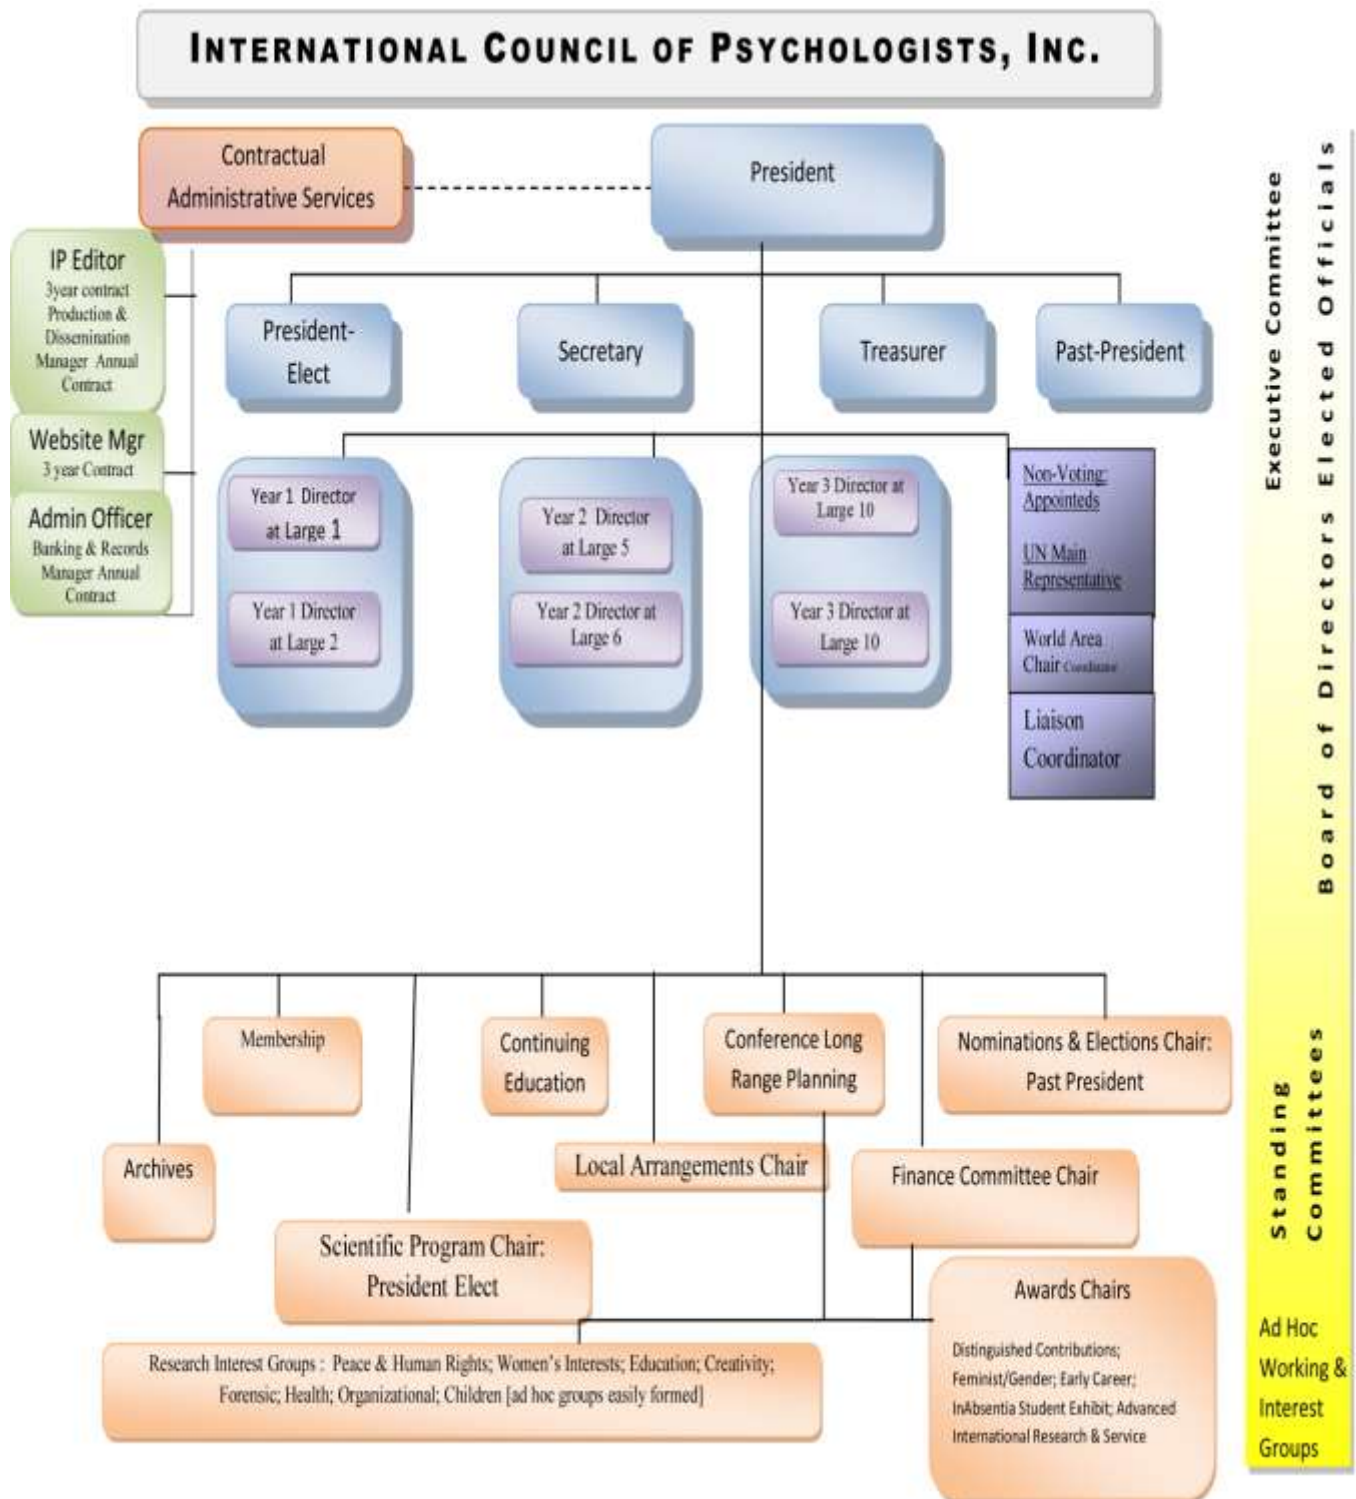 INTERNATIONAL COUNCIL OF PSYCHOLOGISTS, INC.
Contractual
Administrative Services
President
IP Editor
3year contract
Production &
Dissemination
Manager Annual
Contract
Website Mgr
3 year Contract
Admin Officer
Banking & Records
Manager Annual
Contract
President-
Elect
Secretary
Treasurer
Past-President
Year 1 Director
at Large 1
Year 1 Director
at Large 2
Year 2 Director
at Large 5
Year 2 Director at
Large 6
Year 3 Director at
Large 10
Year 3 Director at
Large 10
Non-Voting:
Appointeds
UN Main
Representative
World Area
Chair Coordinator
Liaison
Coordinator
Executive Committee
Board of Directors Elected Officials
Membership
Continuing
Education
Conference Long
Range Planning
Nominations & Elections Chair:
Past President
Archives
Local Arrangements Chair
Finance Committee Chair
Scientific Program Chair:
President Elect
Standing
Committees
Awards Chairs
Distinguished Contributions;
Feminist/Gender; Early Career;
InAbsentia Student Exhibit; Advanced
International Research & Service
Research Interest Groups : Peace & Human Rights; Women's Interests; Education; Creativity;
Forensic; Health; Organizational; Children [ad hoc groups easily formed]
Ad Hoc
Working &
Interest
Groups